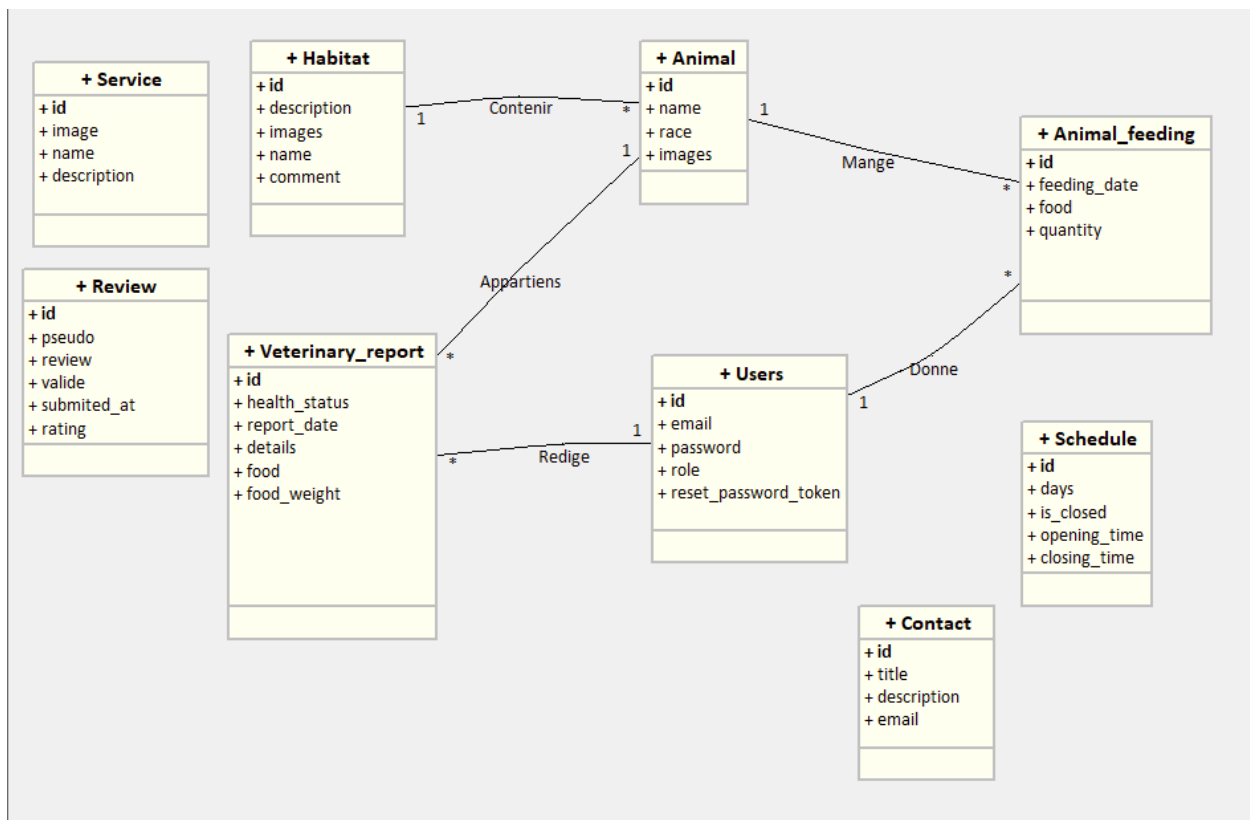 + Service
+ id
+ image
+ name
+ description
+ Habitat
+ id
+ description
+ images
+ name
+ comment
1
Contenir
*
+ Animal
+ id
+ name
+ race
+ images
1
Mange
*
+ Animal_feeding
+ id
+ feeding_date
+ food
+ quantity
1
Appartiens
*
+ Review
+ id
+ pseudo
+ review
+ valide
+ submited_at
+ rating
+ Veterinary_report
+ id
+ health_status
+ report_date
+ details
+ food
+ food_weight
*
Redige
1
+ Users
+ id
+ email
+ password
+ role
+ reset_password_token
*
Donne
1
+ Schedule
+ id
+ days
+ is_closed
+ opening_time
+ closing_time
+ Contact
+ id
+ title
+ description
+ email